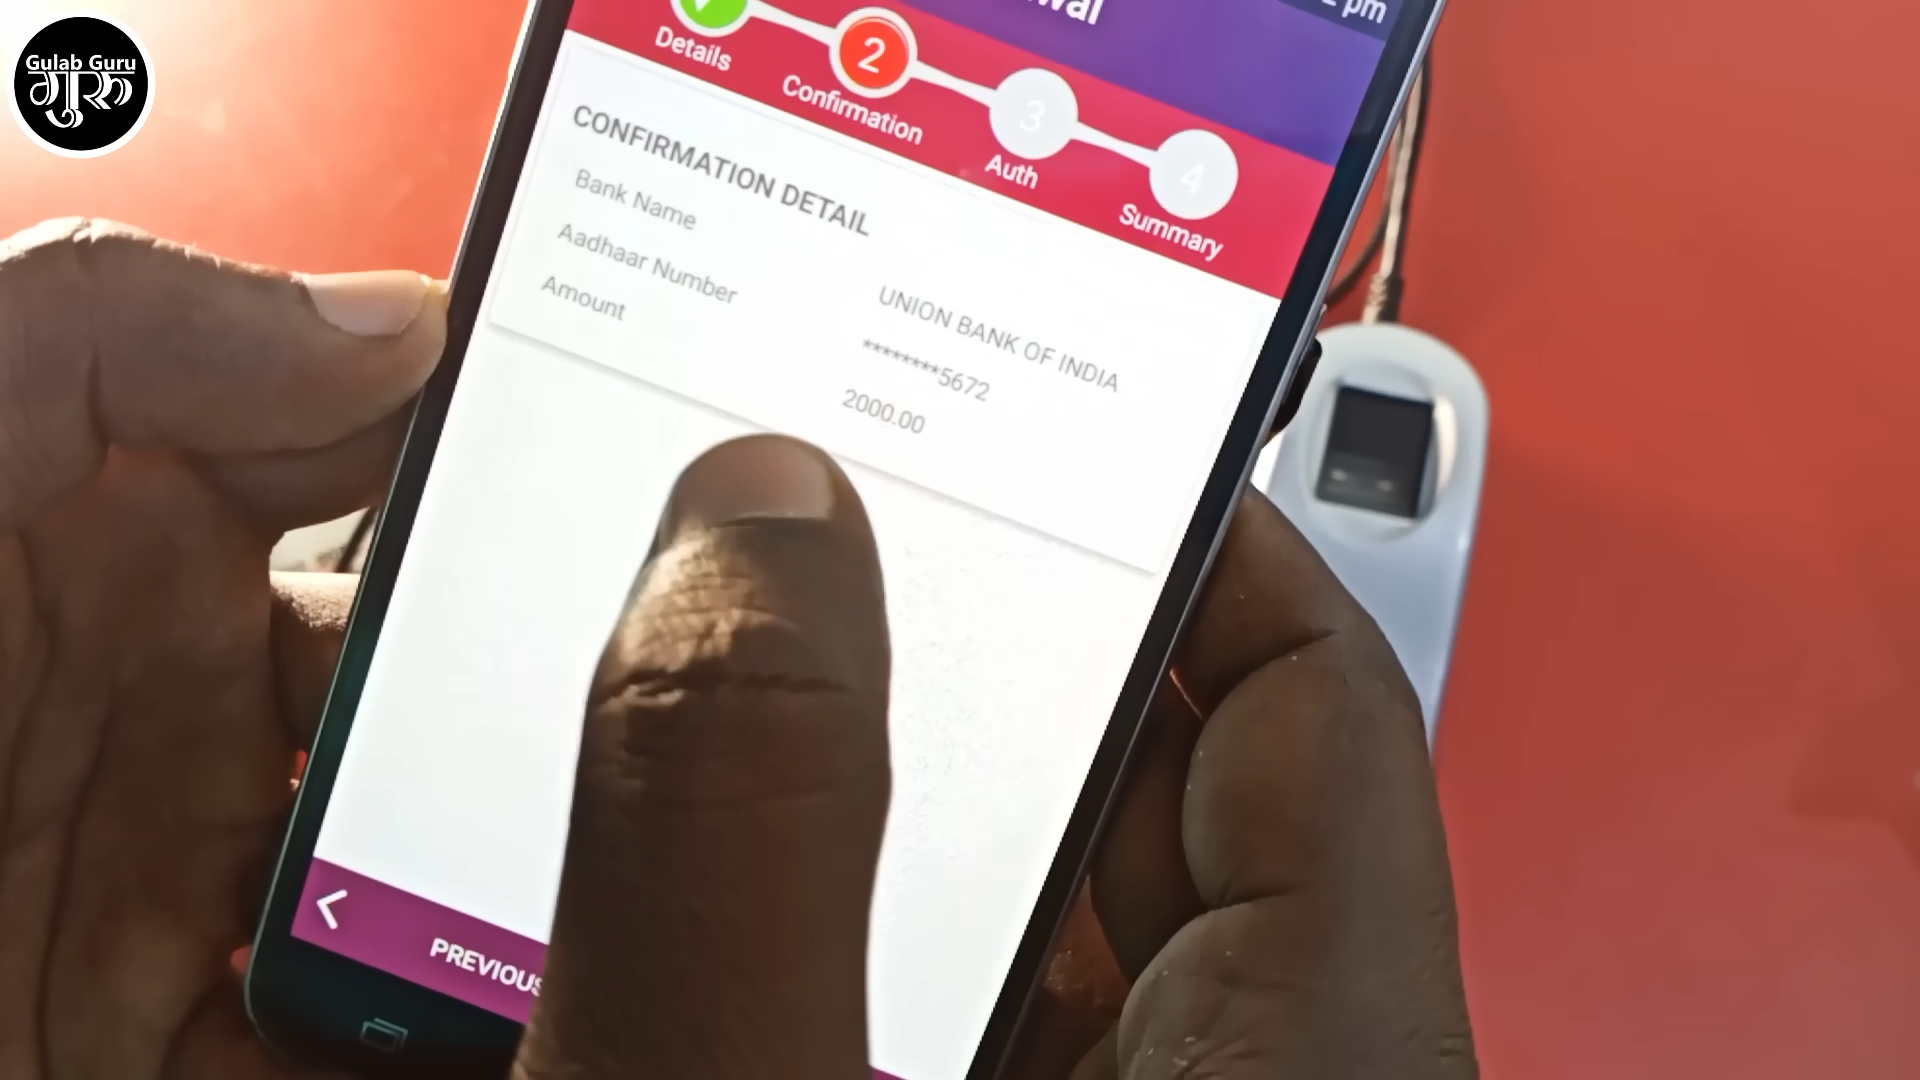 Gulab Guru
गुरु
pm
Details
2
Confirmation
3
Auth
4
Summary
CONFIRMATION DETAIL
Bank Name
UNION BANK OF INDIA
Aadhaar Number
********5672
Amount
2000.00
PREVIOUS